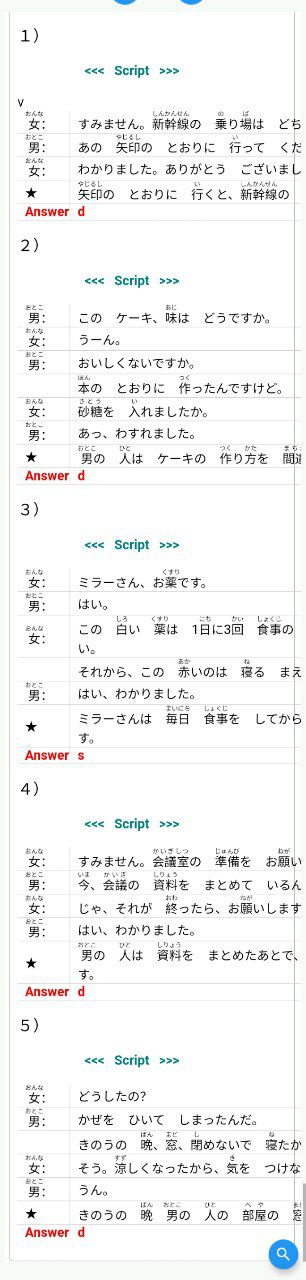 1）
<<< Script >>>
v
女： すみません。新幹線の 乗り場は どち
男： あの 矢印の とおりに 行って くだ
女： わかりました。ありがとう ございまし
★ 矢印の とおりに 行くと、新幹線の
Answer d
2）
<<< Script >>>
男： この ケーキ、味は どうですか。
女： うーん。
男： おいしくないですか。
本の とおりに 作ったんですけど。
女： 砂糖を 入れましたか。
男： あっ、わすれました。
★ 男の 人は ケーキの 作り方を 間違
Answer d
3）
<<< Script >>>
女： ミラーさん、お薬です。
男： はい。
女： この 白い 薬は 1日に3回 食事の
い。
それから、この 赤いのは 寝る まえ
男： はい、わかりました。
★ ミラーさんは 毎日 食事を してから
す。
Answer s
4）
<<< Script >>>
女： すみません。会議室の 準備を お願い
男： 今、会議の 資料を まとめて いるん
女： じゃ、それが 終ったら、お願いします
男： はい、わかりました。
★ 男の 人は 資料を まとめたあとで、
す。
Answer d
5）
<<< Script >>>
女： どうしたの?
男： かぜを ひいて しまったんだ。
きのうの 晩、窓、閉めないで 寝たか
女： そう。涼しくなったから、気を つけな
男： うん。
★ きのうの 晩 男の 人の 部屋の 窓
Answer d